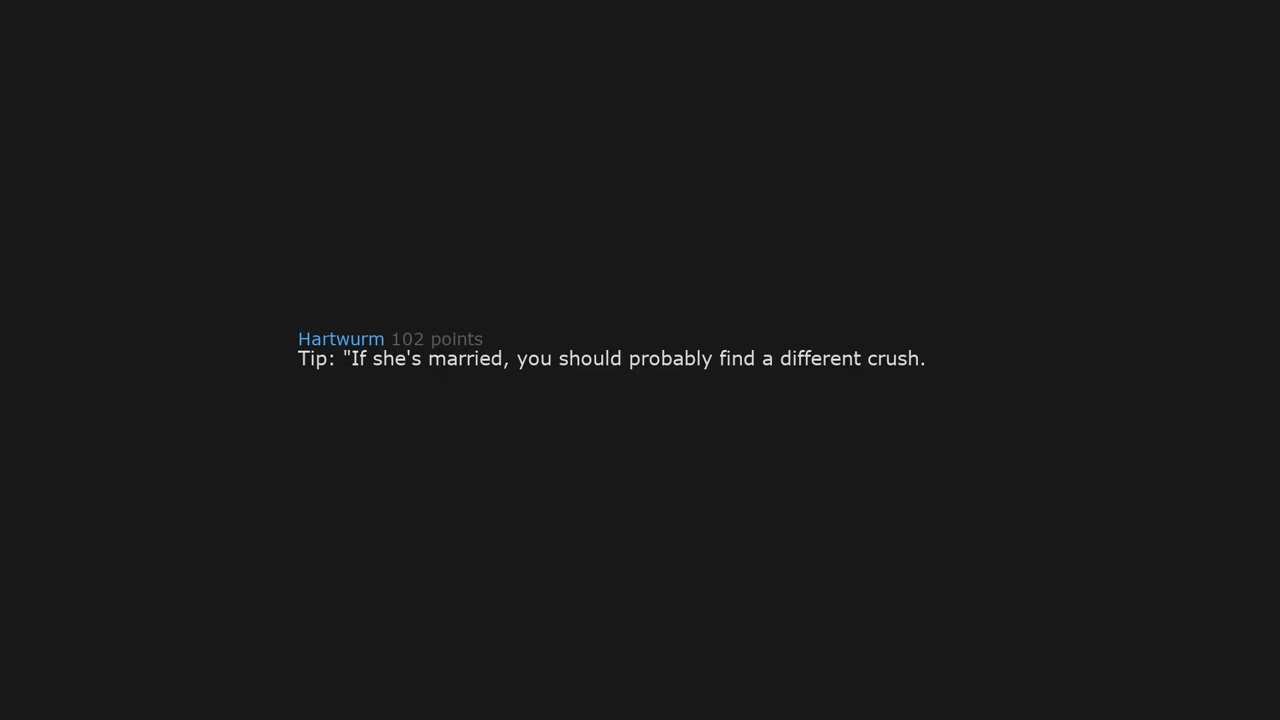 Hartwurm 102 points
Tip: "If she's married, you should probably find a different crush.